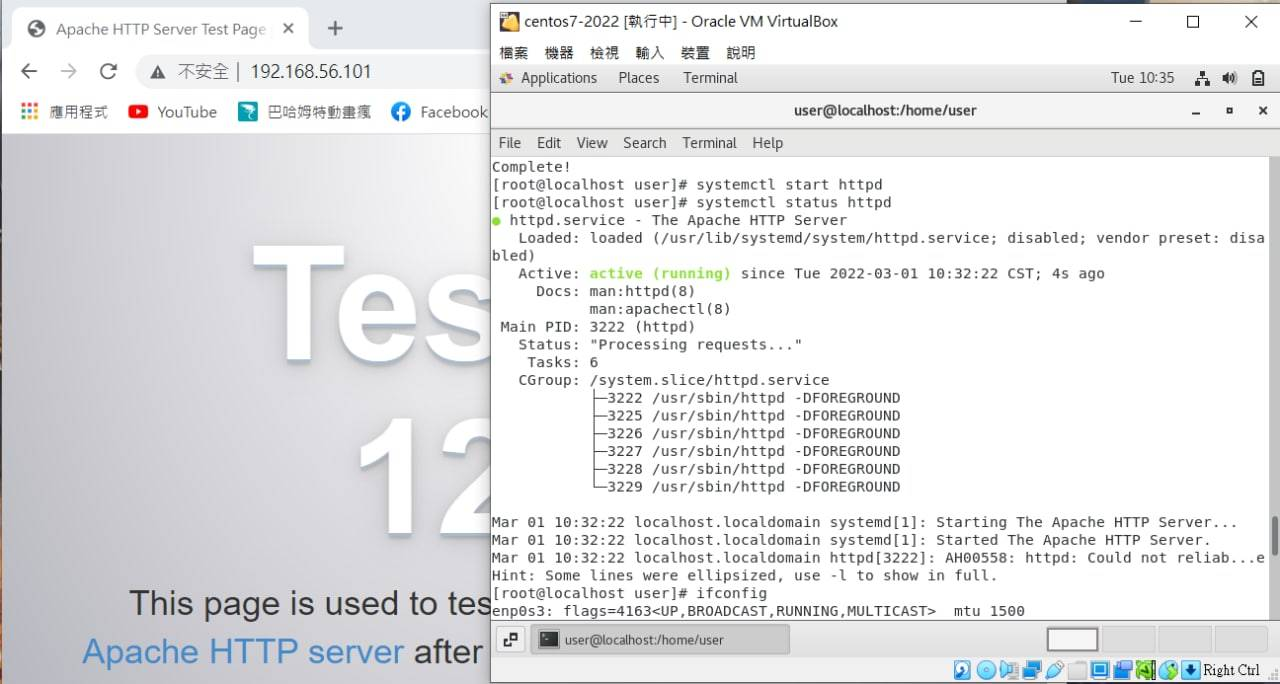 Apache HTTP Server Test Page
不安全 192.168.56.101
應用程式 YouTube 巴哈姆特動畫瘋 Facebook
Tes
12
This page is used to tes
Apache HTTP server after
centos7-2022 [執行中] - Oracle VM VirtualBox
檔案 機器 檢視 輸入 裝置 說明
Applications Places Terminal Tue 10:35
user@localhost:/home/user
File Edit View Search Terminal Help
Complete!
[root@localhost user]# systemctl start httpd
[root@localhost user]# systemctl status httpd
● httpd.service - The Apache HTTP Server
Loaded: loaded (/usr/lib/systemd/system/httpd.service; disabled; vendor preset: disa
bled)
Active: active (running) since Tue 2022-03-01 10:32:22 CST; 4s ago
Docs: man:httpd(8)
man:apachectl(8)
Main PID: 3222 (httpd)
Status: "Processing requests..."
Tasks: 6
CGroup: /system.slice/httpd.service
├─3222 /usr/sbin/httpd -DFOREGROUND
├─3225 /usr/sbin/httpd -DFOREGROUND
├─3226 /usr/sbin/httpd -DFOREGROUND
├─3227 /usr/sbin/httpd -DFOREGROUND
├─3228 /usr/sbin/httpd -DFOREGROUND
└─3229 /usr/sbin/httpd -DFOREGROUND
Mar 01 10:32:22 localhost.localdomain systemd[1]: Starting The Apache HTTP Server...
Mar 01 10:32:22 localhost.localdomain systemd[1]: Started The Apache HTTP Server.
Mar 01 10:32:22 localhost.localdomain httpd[3222]: AH00558: httpd: Could not reliab...e
Hint: Some lines were ellipsized, use -l to show in full.
[root@localhost user]# ifconfig
enp0s3: flags=4163<UP,BROADCAST,RUNNING,MULTICAST> mtu 1500
user@localhost:/home/user
Right Ctrl